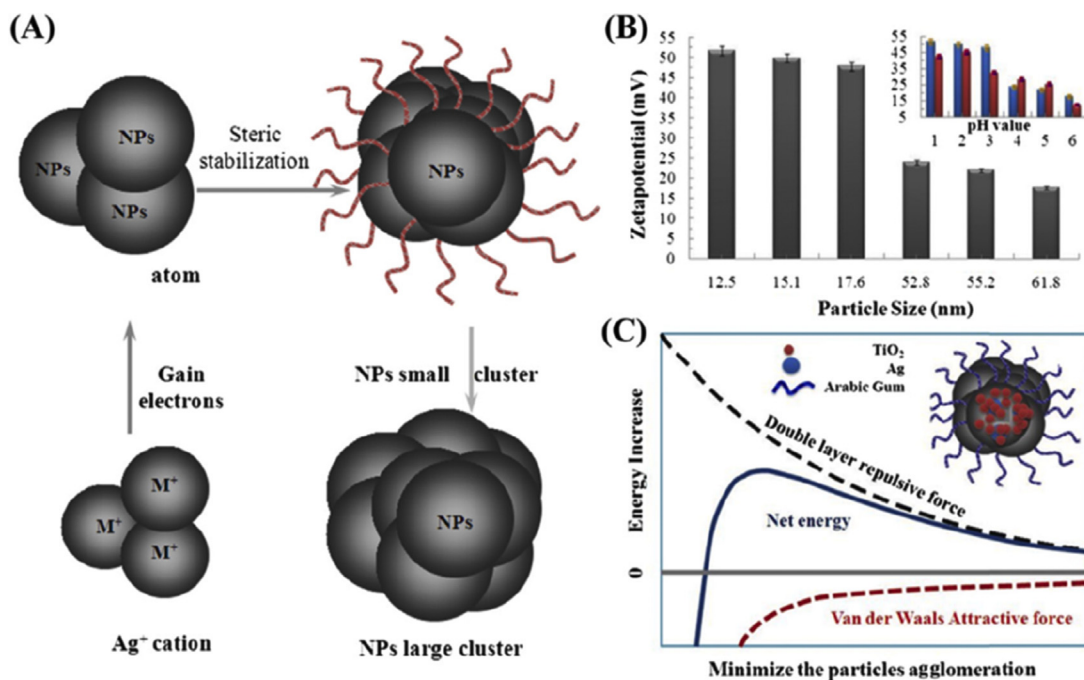 (A)
NPs
NPs
NPs
atom
Steric
stabilization
NPs
Gain
electrons
NPs small cluster
M⁺
M⁺
M⁺
Ag⁺ cation
NPs
NPs large cluster
(B)
Zetapotential (mV)
55
50
45
40
35
30
25
20
15
10
5
0
12.5 15.1 17.6 52.8 55.2 61.8
Particle Size (nm)
55
45
35
25
15
5
pH value
1 2 3 4 5 6
(C)
Energy Increase
0
TiO₂
Ag
Arabic Gum
Double layer repulsive force
Net energy
Van der Waals Attractive force
Minimize the particles agglomeration